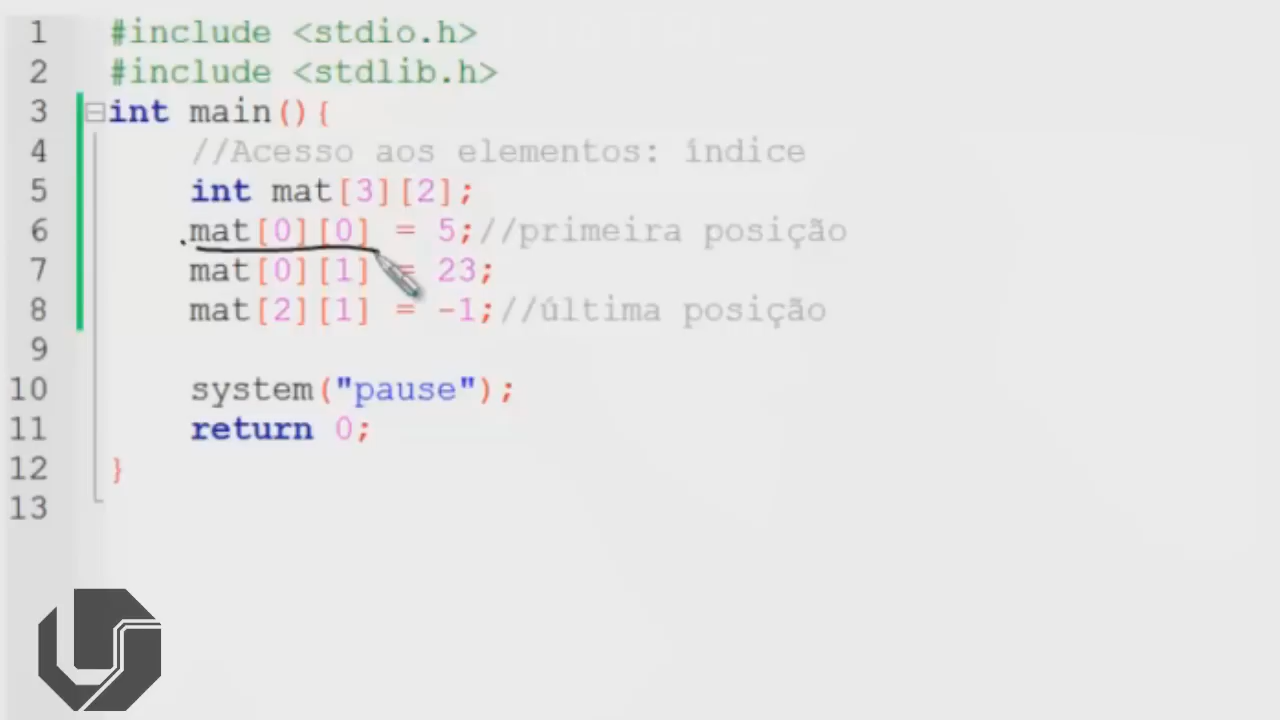 1 #include <stdio.h>
2 #include <stdlib.h>
3 int main(){
4 //Acesso aos elementos: índice
5 int mat[3][2];
6 mat[0][0] = 5;//primeira posição
7 mat[0][1] = 23;
8 mat[2][1] = -1;//última posição
9
10 system("pause");
11 return 0;
12 }
13